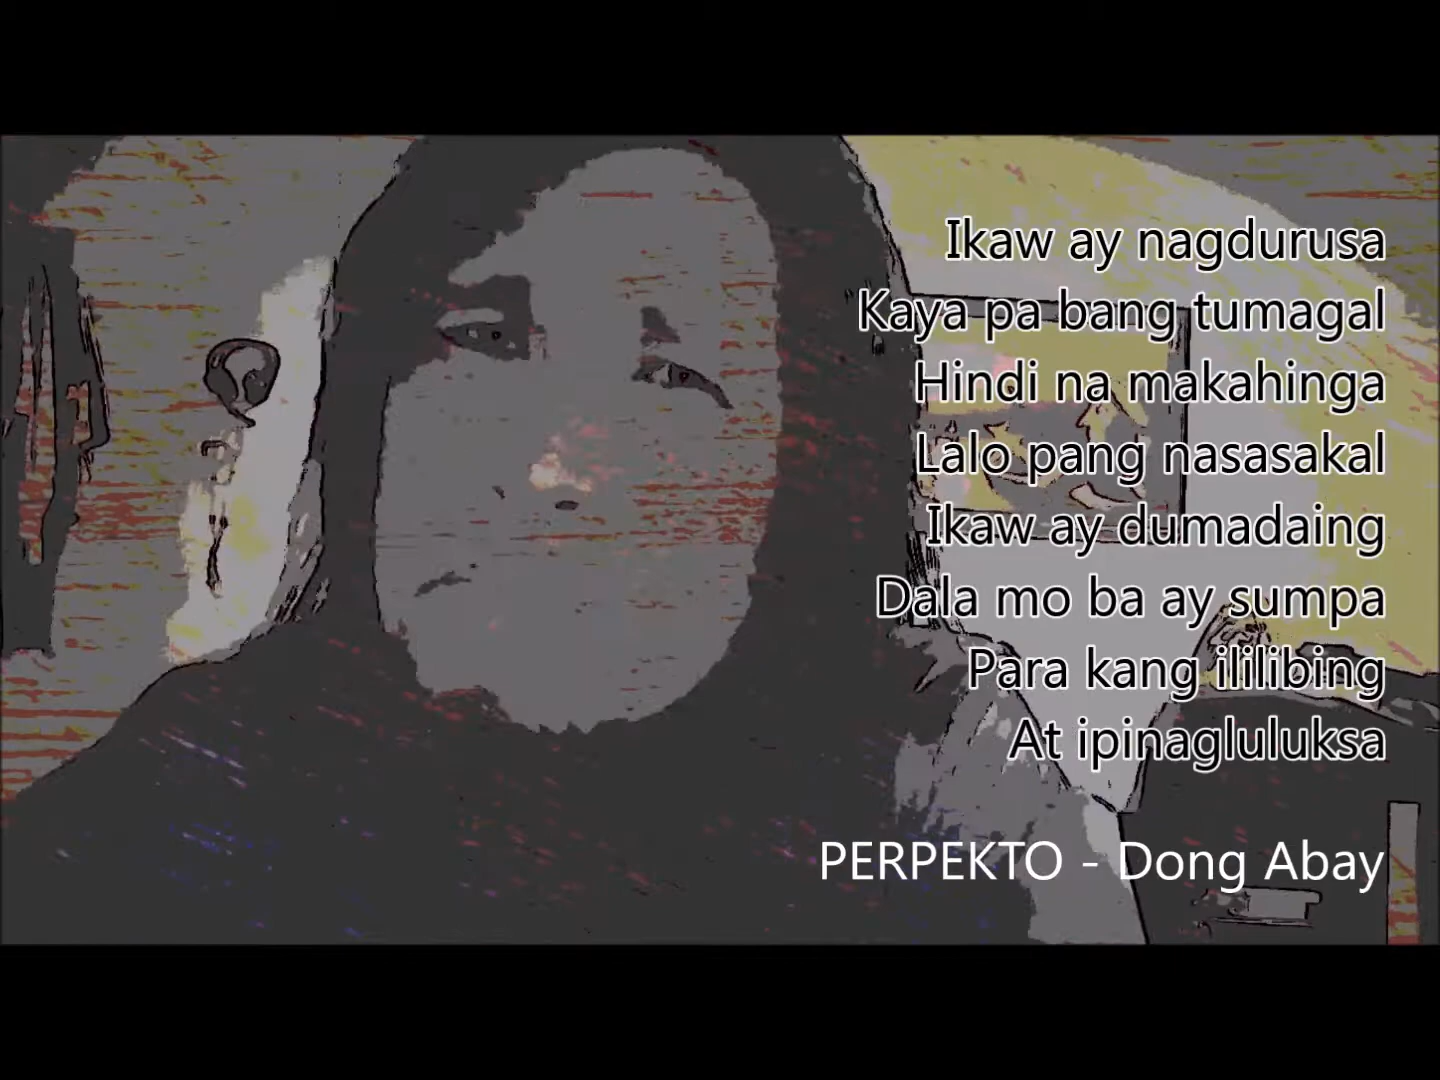 Ikaw ay nagdurusa
Kaya pa bang tumagal
Hindi na makahinga
Lalo pang nasasakal
Ikaw ay dumadaing
Dala mo ba ay sumpa
Para kang ililibing
At ipinagluluksa
PERPEKTO - Dong Abay